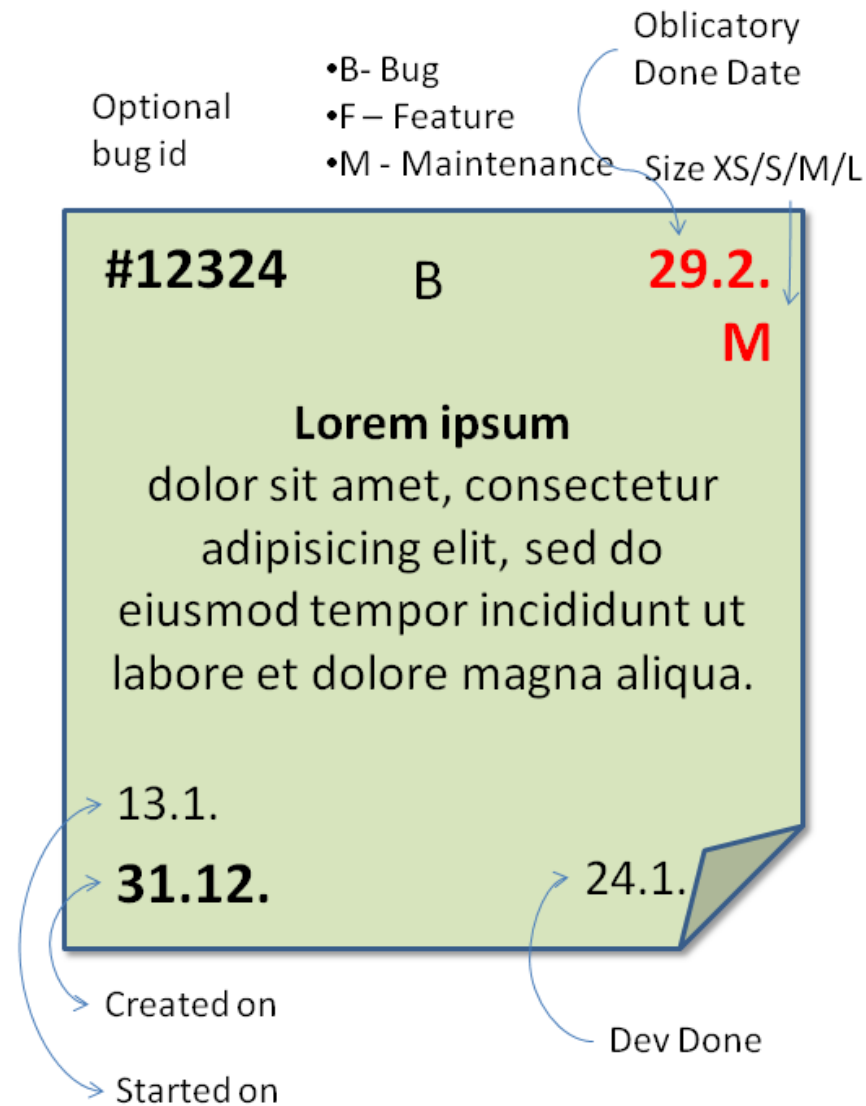 Oblicatory
Done Date
•B- Bug
•F – Feature
•M - Maintenance
Optional
bug id
Size XS/S/M/L
#12324
B
29.2.
M
Lorem ipsum
dolor sit amet, consectetur
adipisicing elit, sed do
eiusmod tempor incididunt ut
labore et dolore magna aliqua.
13.1.
31.12.
24.1.
Created on
Dev Done
Started on